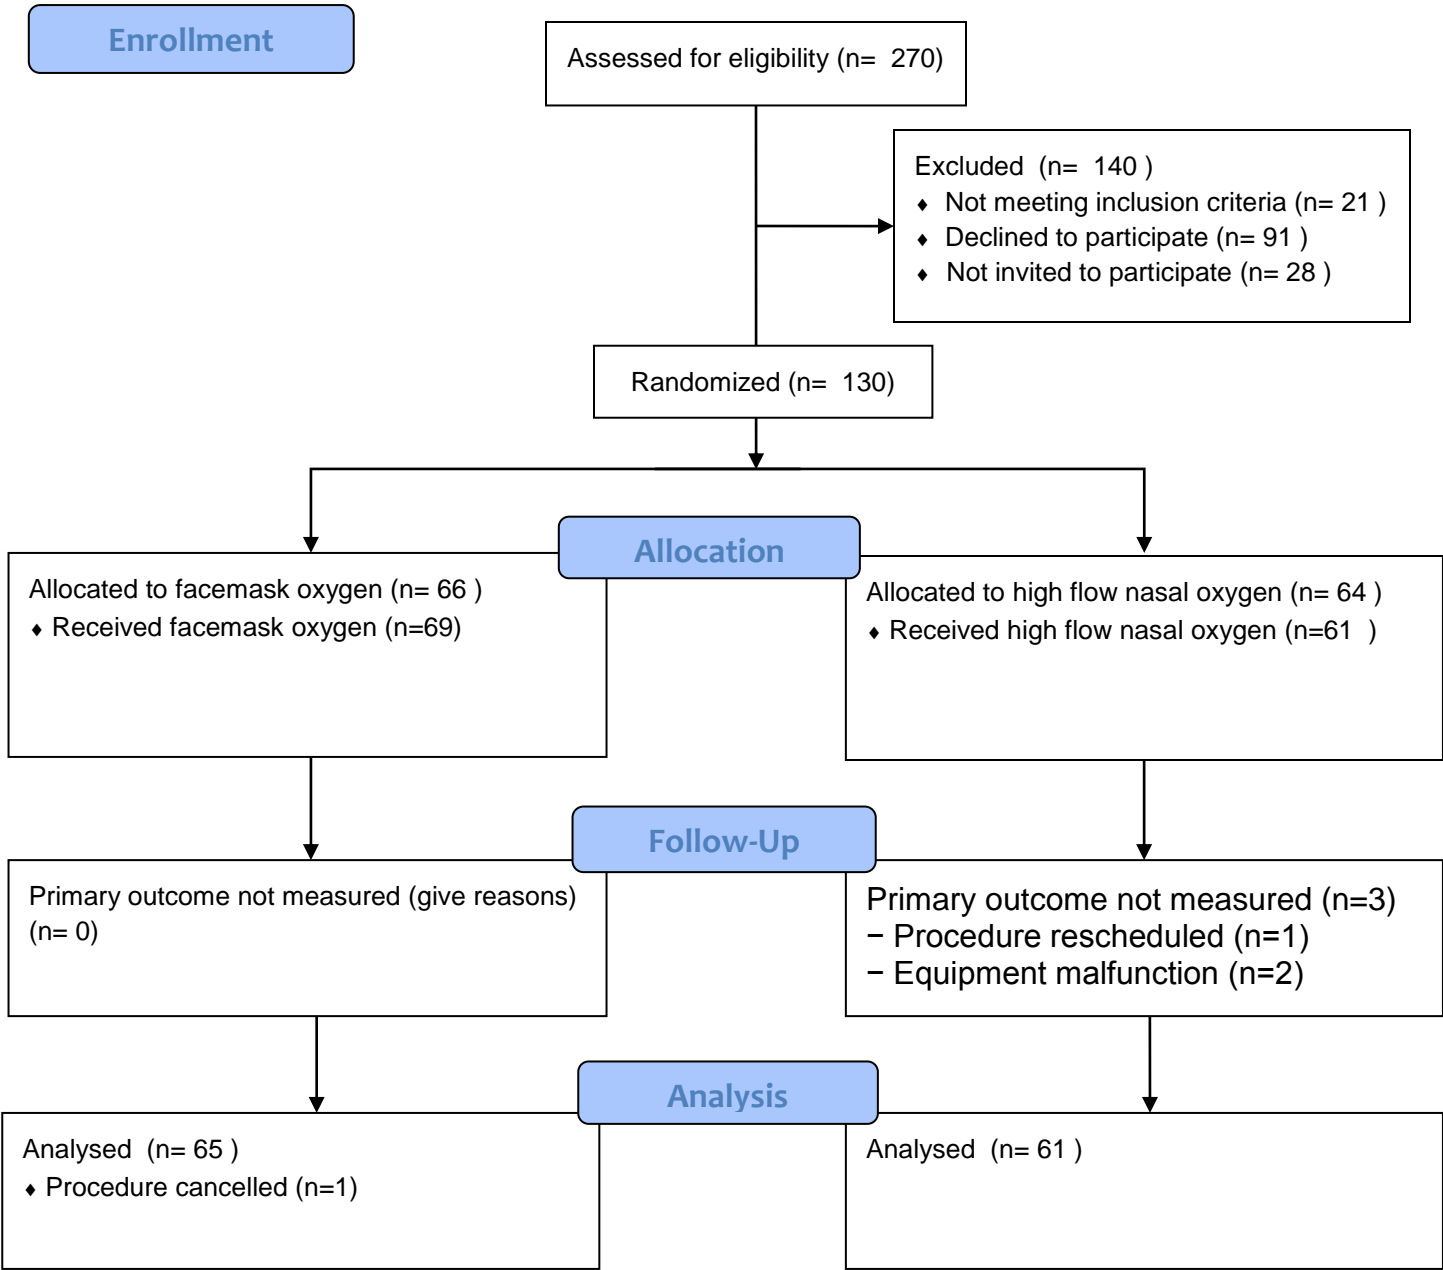 Enrollment
Assessed for eligibility (n=  270)
Excluded  (n=  140 )
♦ Not meeting inclusion criteria (n= 21 )
♦ Declined to participate (n= 91 )
♦ Not invited to participate (n= 28 )
Randomized (n=  130)
Allocation
Allocated to facemask oxygen (n= 66 )
♦ Received facemask oxygen (n=69)
Allocated to high flow nasal oxygen (n= 64 )
♦ Received high flow nasal oxygen (n=61  )
Follow-Up
Primary outcome not measured (give reasons)
(n= 0)
Primary outcome not measured (n=3)
− Procedure rescheduled (n=1)
− Equipment malfunction (n=2)
Analysis
Analysed  (n= 65 )
♦ Procedure cancelled (n=1)
Analysed  (n= 61 )